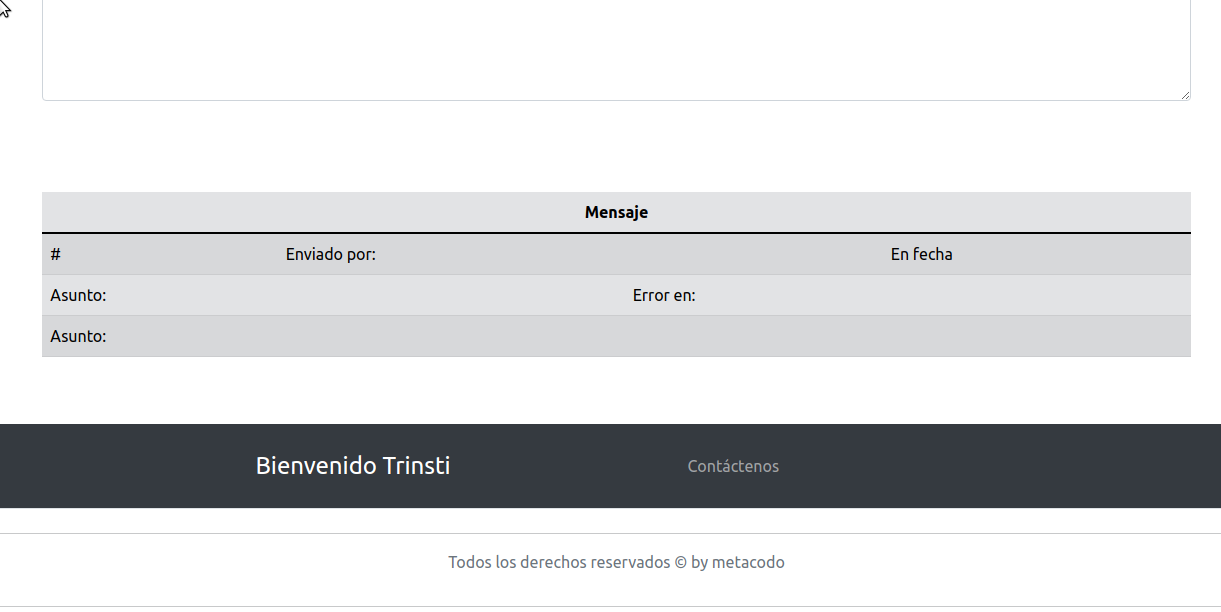 Mensaje
# Enviado por: En fecha
Asunto: Error en:
Asunto:
Bienvenido Trinsti Contáctenos
Todos los derechos reservados © by metacodo